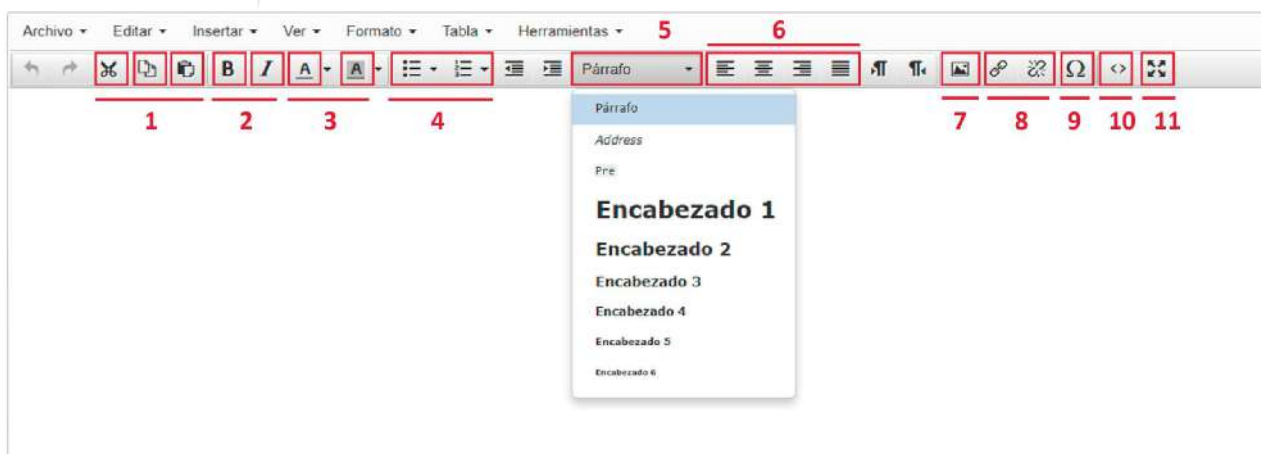 Archivo Editar Insertar Ver Formato Tabla Herramientas 5 6
B I A A Párrafo ¶ ¶ Ω <>
1 2 3 4 7 8 9 10 11
Párrafo
Address
Pre
Encabezado 1
Encabezado 2
Encabezado 3
Encabezado 4
Encabezado 5
Encabezado 6